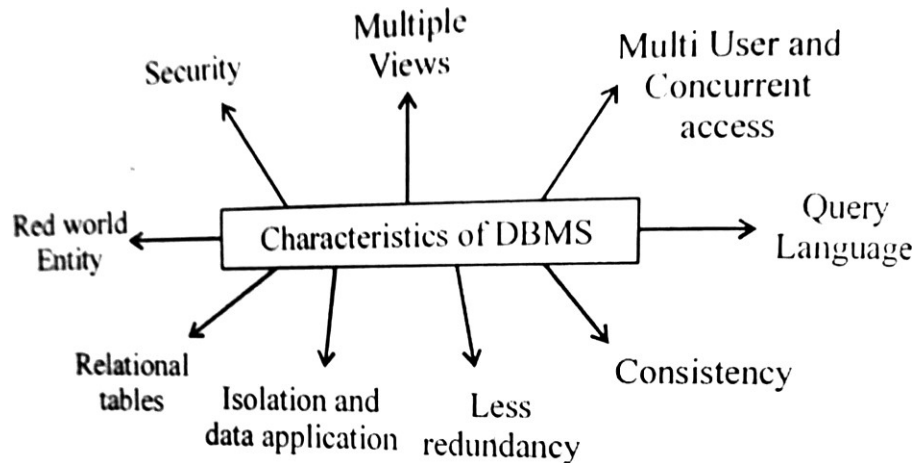 Security
Multiple
Views
Multi User and
Concurrent
access
Red world
Entity
Characteristics of DBMS
Query
Language
Relational
tables
Isolation and
data application
Less
redundancy
Consistency